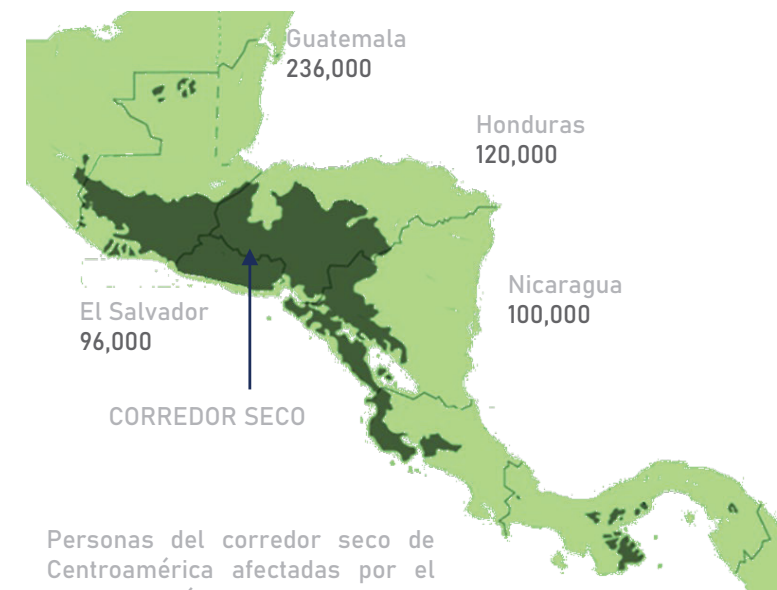 Guatemala
236,000
Honduras
120,000
Nicaragua
100,000
El Salvador
96,000
CORREDOR SECO
Personas del corredor seco de
Centroamérica afectadas por el